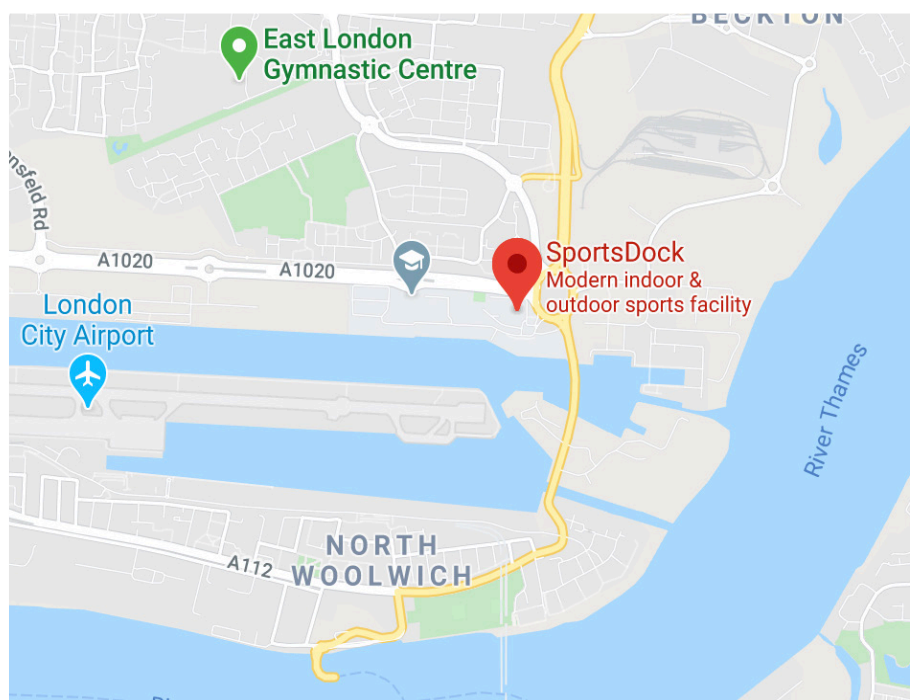 BECKTON
East London
Gymnastic Centre
nsfeld Rd
A1020
A1020
SportsDock
Modern indoor &
outdoor sports facility
London
City Airport
River Thames
NORTH
WOOLWICH
A112